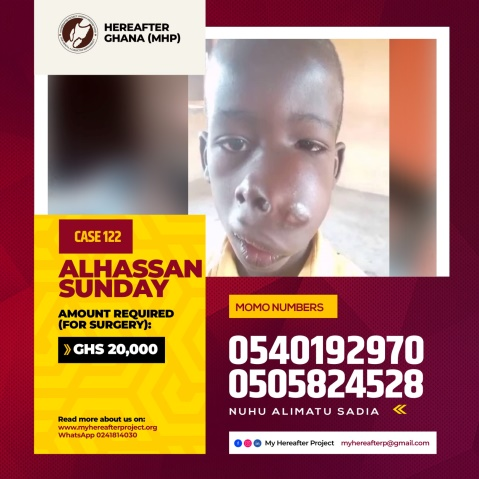 HEREAFTER
GHANA (MHP)
CASE 122
ALHASSAN
SUNDAY
AMOUNT REQUIRED
(FOR SURGERY):
GHS 20,000
Read more about us on:
www.myhereafterproject.org
WhatsApp 0241814030
MOMO NUMBERS
0540192970
0505824528
NUHU ALIMATU SADIA
My Hereafter Project myhereafterp@gmail.com